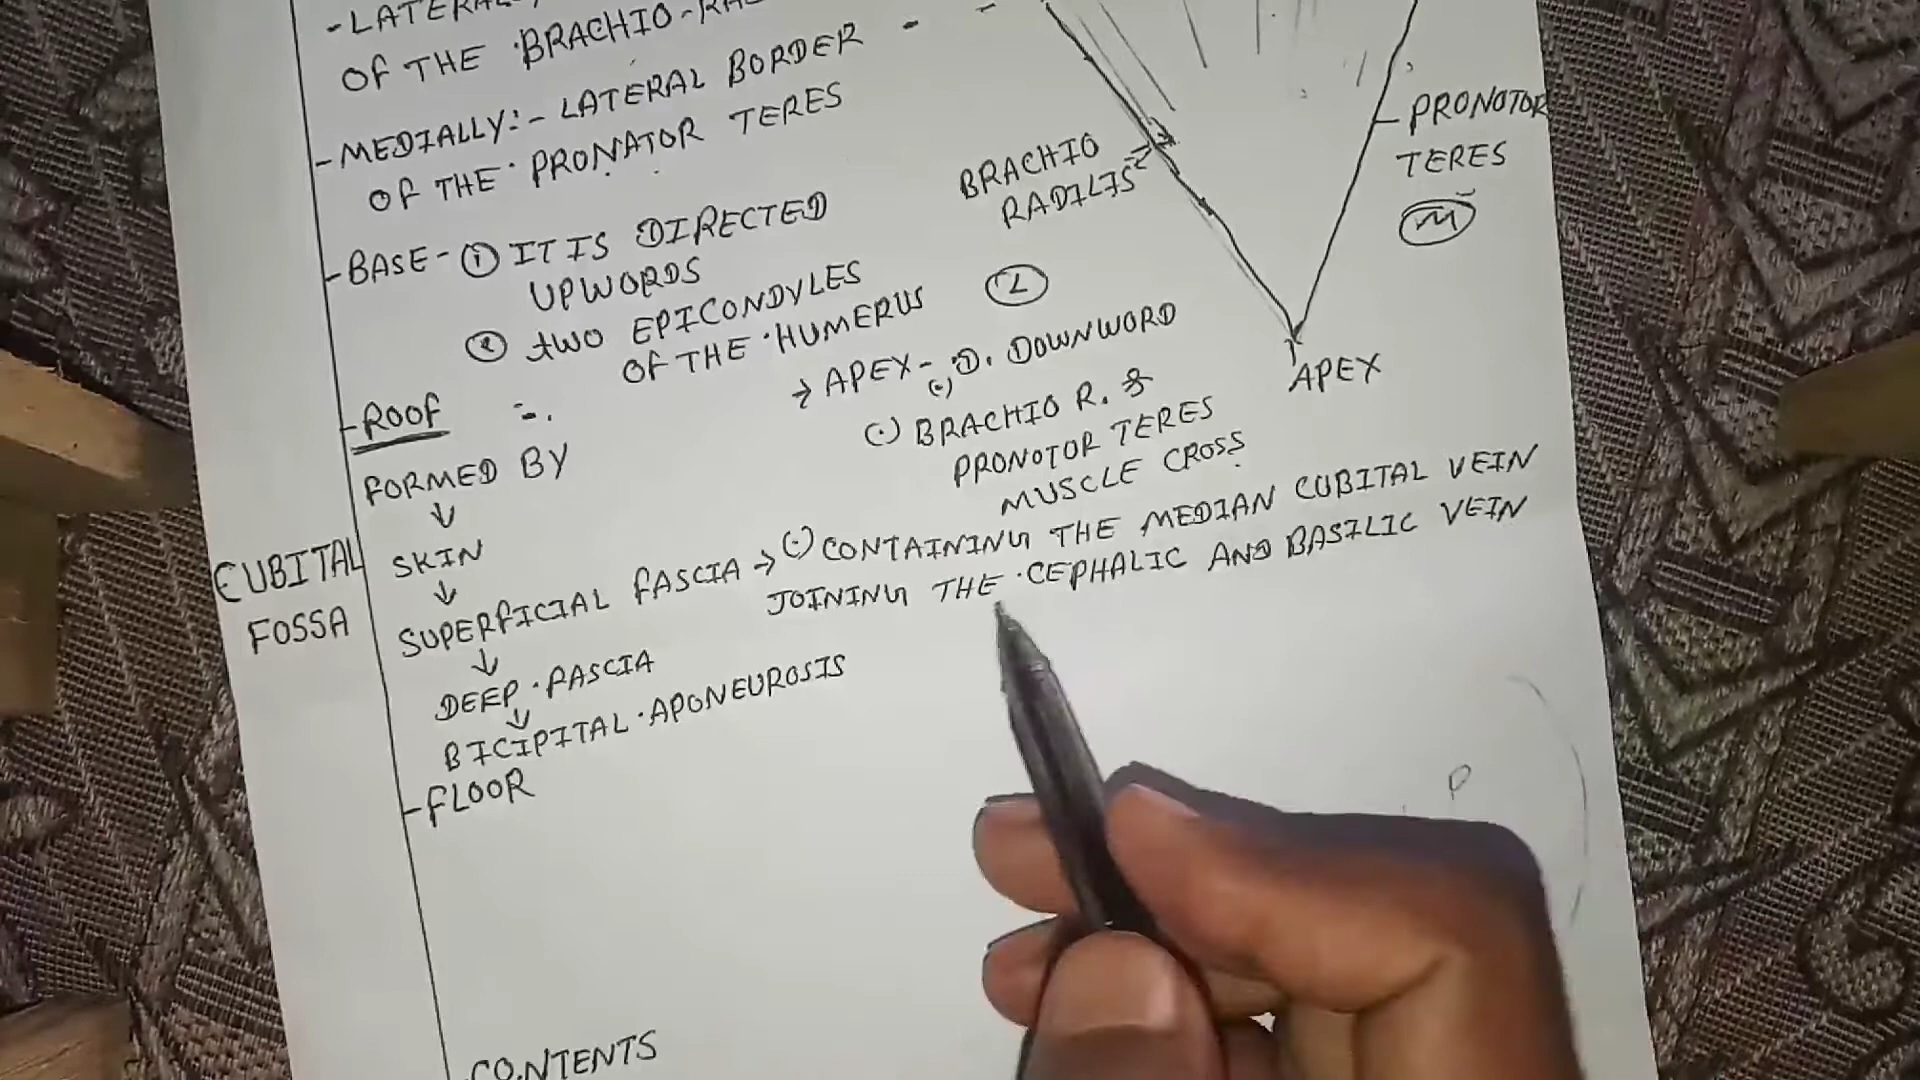 - LATERAL
OF THE BRACHIO-RA
- MEDIALLY:- LATERAL BORDER -
OF THE PRONATOR TERES
- BASE - ① IT IS DIRECTED
UPWORDS
② TWO EPICONDYLES
OF THE HUMERUS
- ROOF :-
FORMED BY
↓
SKIN
↓
SUPERFICIAL FASCIA → (·) CONTAINING THE MEDIAN CUBITAL VEIN
JOINING THE CEPHALIC AND BASILIC VEIN
↓
DEEP FASCIA
↓
BICIPITAL APONEUROSIS
- FLOOR
CONTENTS
CUBITAL
FOSSA
→ APEX - (·) D. DOWNWORD
(·) BRACHIO R. &
PRONOTOR TERES
MUSCLE CROSS
BRACHIO
RADILIS
L
PRONOTOR
TERES
M
APEX
P